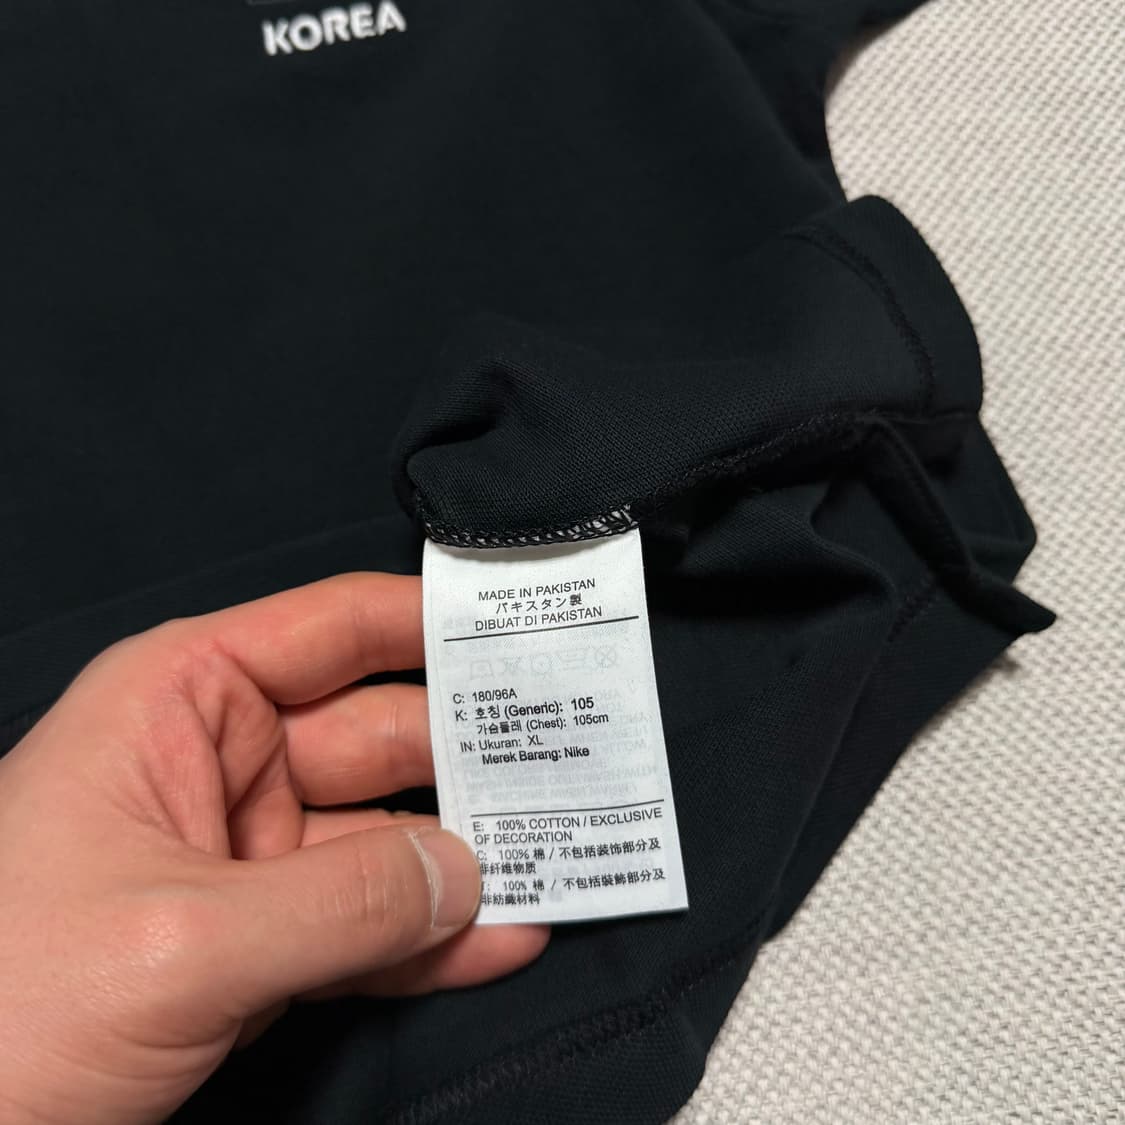 KOREA
MADE IN PAKISTAN
パキスタン製
DIBUAT DI PAKISTAN
C: 180/96A
K: 호칭 (Generic): 105
가슴둘레 (Chest): 105cm
IN: Ukuran: XL
Merek Barang: Nike
E: 100% COTTON / EXCLUSIVE
OF DECORATION
C: 100% 棉 / 不包括装饰部分及
非纤维物质
T: 100% 棉 / 不包括裝飾部分及
非紡織材料